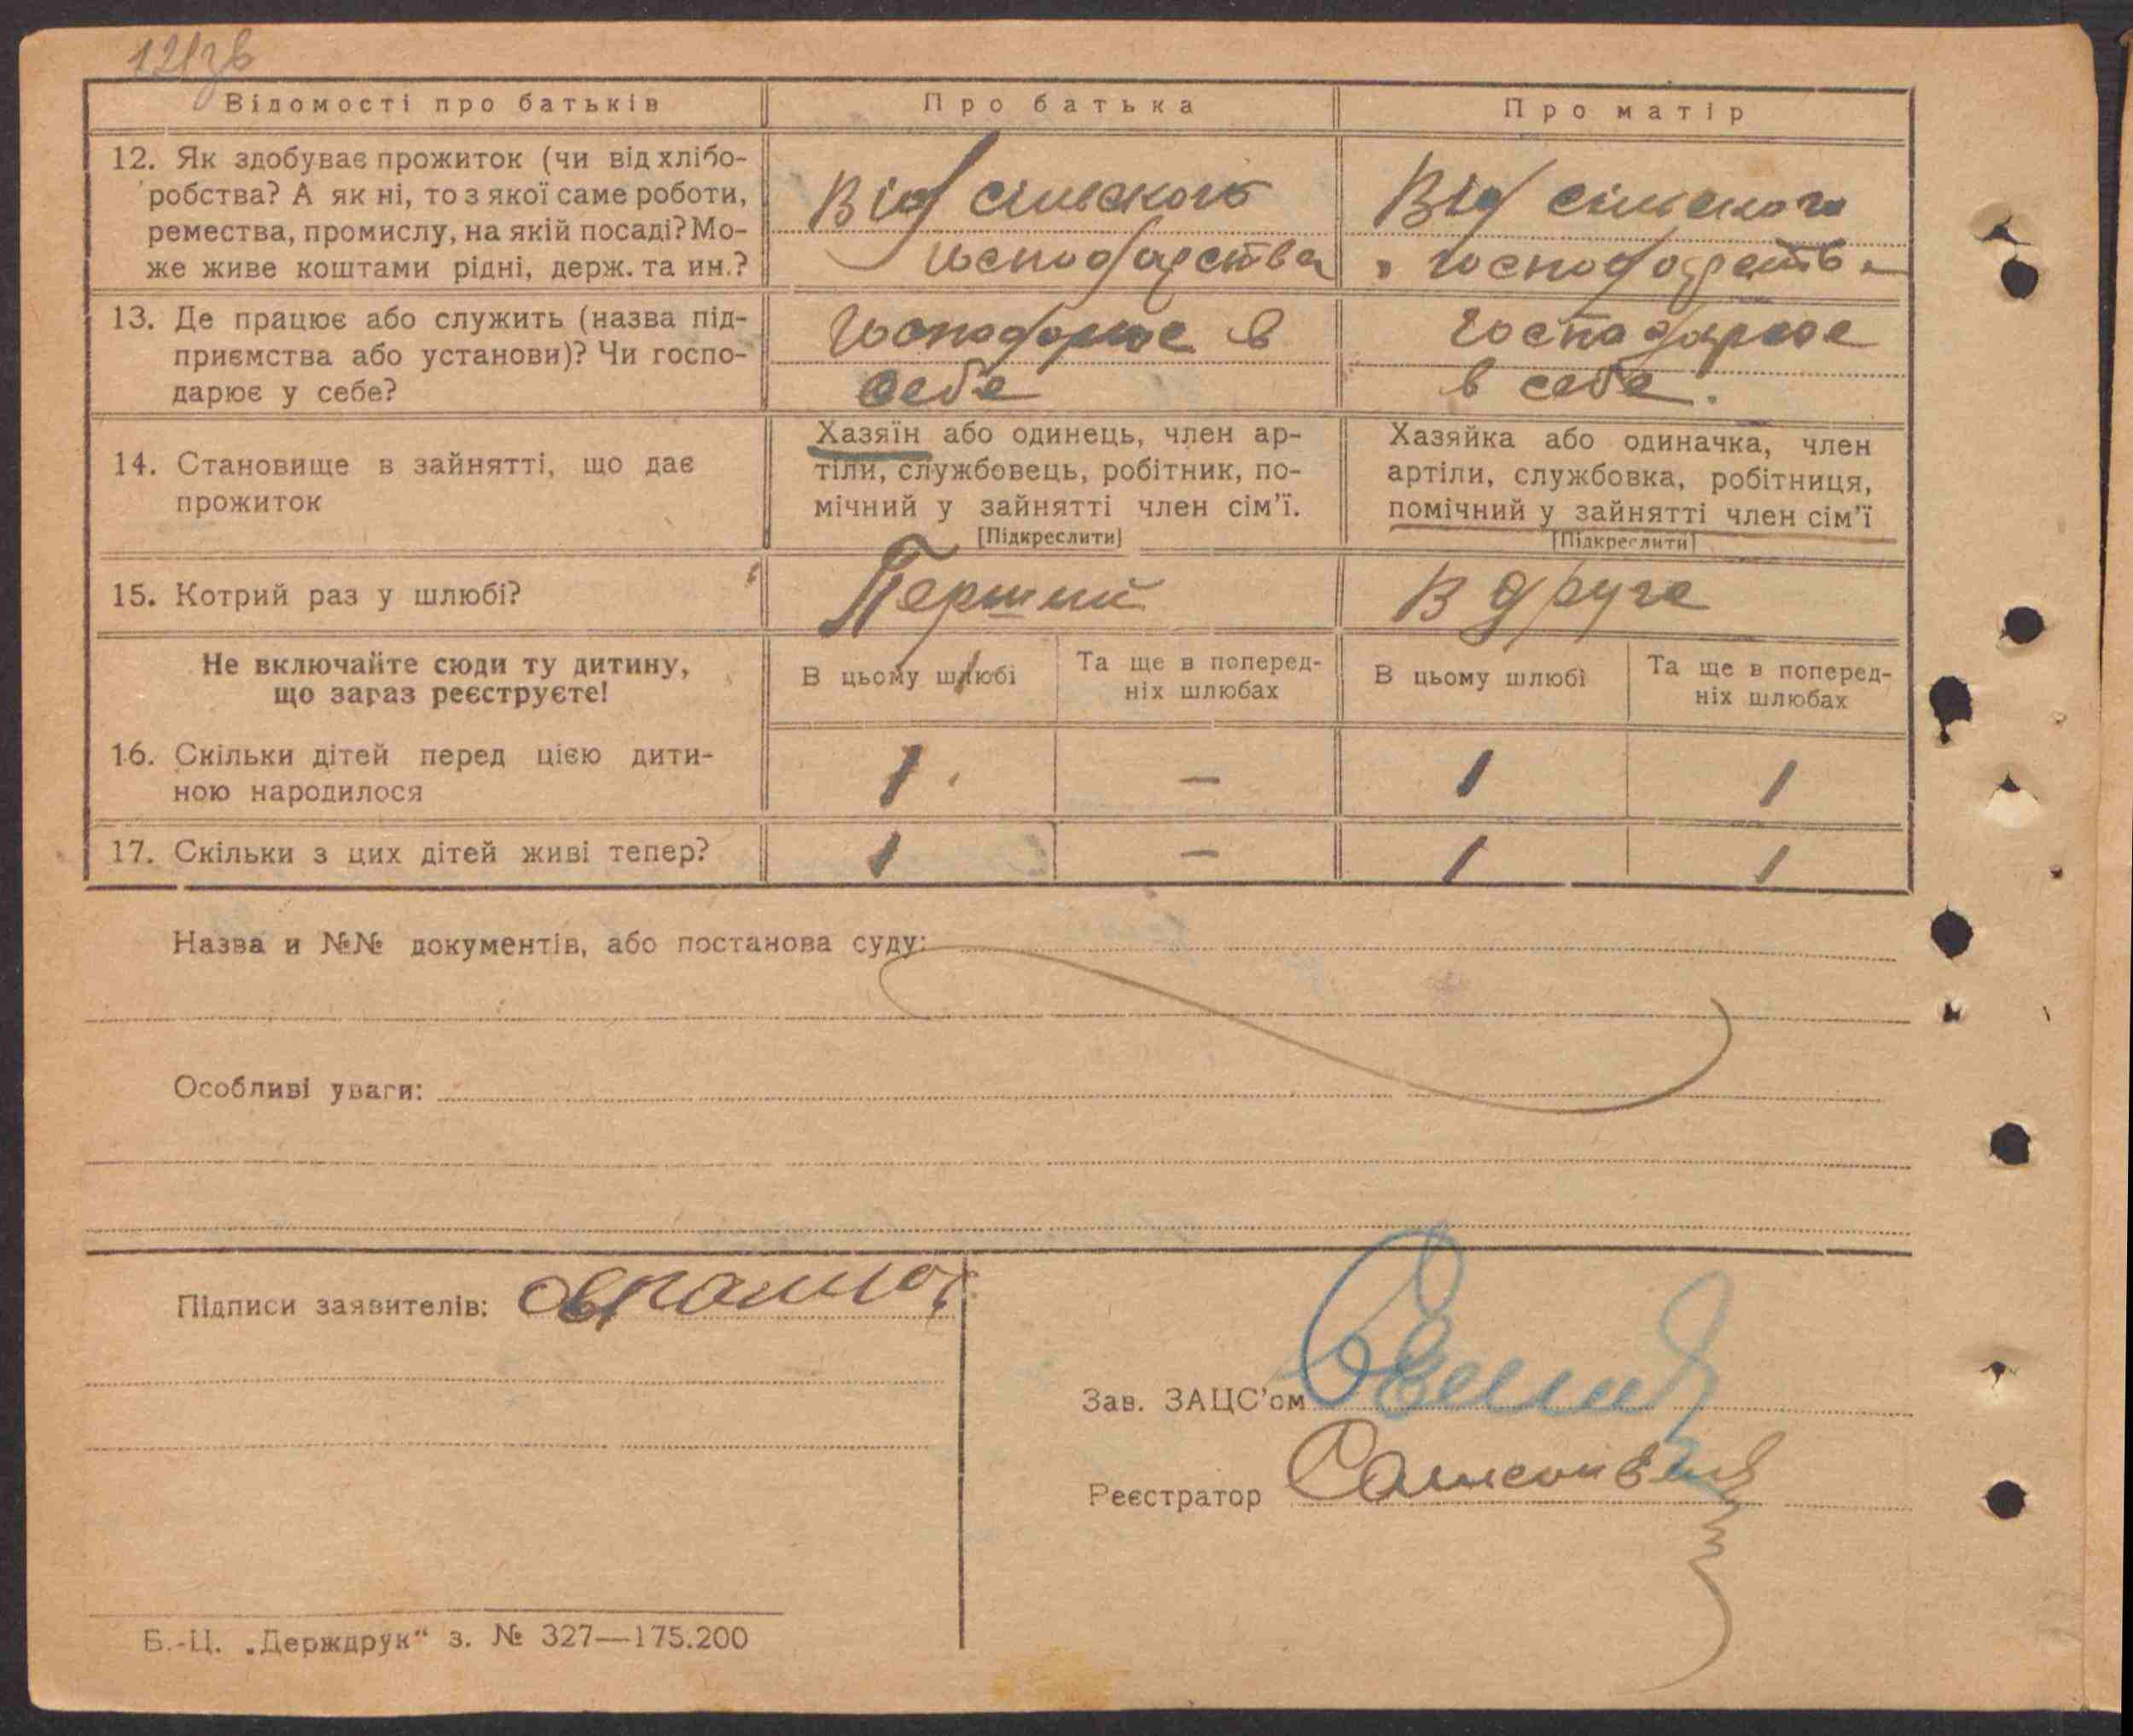 121зв
Відомості про батьків
Про батька
Про матір
12. Як здобуває прожиток (чи від хлібо-
робства? А як ні, то з якої саме роботи,
ремества, промислу, на якій посаді? Мо-
же живе коштами рідні, держ. та ин.?
Від сільского
господарства
Від сільского
господарств
13. Де працює або служить (назва під-
приємства або установи)? Чи госпо-
дарює у себе?
Господарює в
себе
Господарює
в себе.
14. Становище в зайнятті, що дає
прожиток
Хазяїн або одинець, член ар-
тіли, службовець, робітник, по-
мічний у зайнятті член сім'ї.
[Підкреслити]
Хазяйка або одиначка, член
артіли, службовка, робітниця,
помічний у зайнятті член сім'ї
[Підкреслити]
15. Котрий раз у шлюбі?
Перший
В друге
Не включайте сюди ту дитину,
що зараз реєструєте!
В цьому шлюбі
Та ще в поперед-
ніх шлюбах
В цьому шлюбі
Та ще в поперед-
ніх шлюбах
16. Скільки дітей перед цією дити-
ною народилося
1 — 1 1
17. Скільки з цих дітей живі тепер?
1 — 1 1
Назва и №№ документів, або постанова суду:
Особливі уваги:
Підписи заявителів:
Зав. ЗАЦС'ом
Реєстратор
Б.-Ц. „Держдрук" з. № 327—175.200